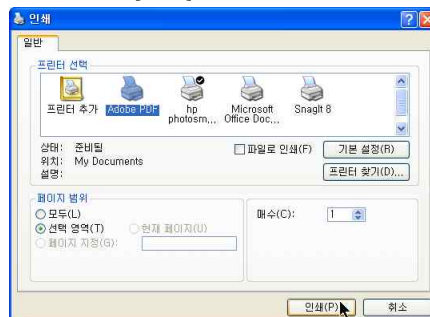 인쇄
일반
프린터 선택
프린터 추가
Adobe PDF
hp photosm...
Microsoft Office Doc...
SnagIt 8
상태: 준비됨
위치: My Documents
설명:
파일로 인쇄(F)
기본 설정(R)
프린터 찾기(D)...
페이지 범위
모두(L)
선택 영역(T)
현재 페이지(U)
페이지 지정(G):
매수(C): 1
인쇄(P)
취소